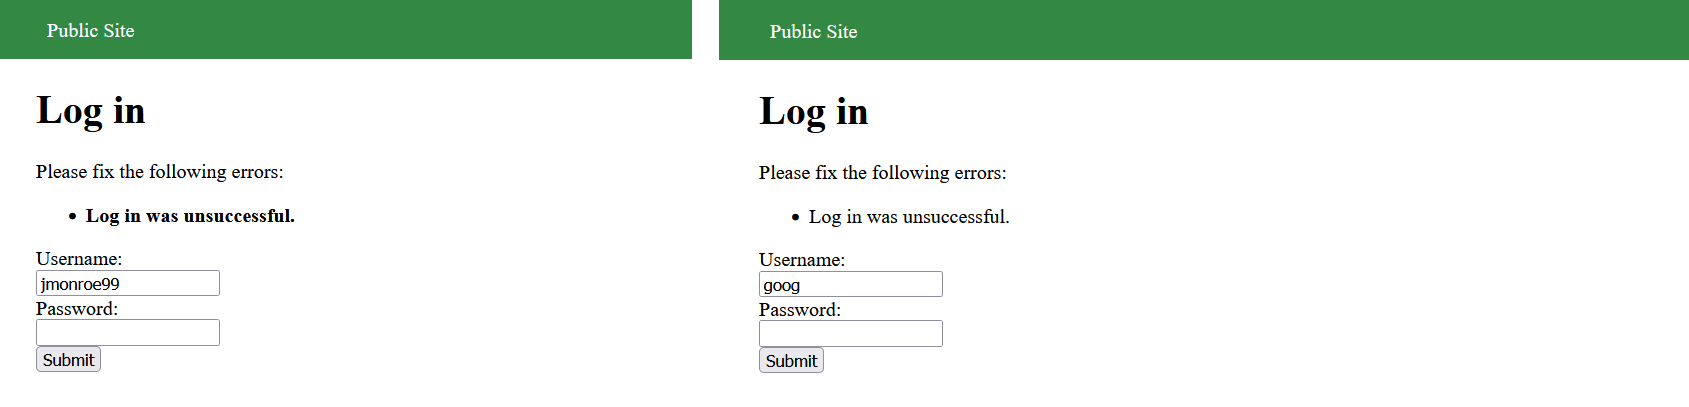 Public Site
Log in
Please fix the following errors:
• Log in was unsuccessful.
Username:
jmonroe99
Password:
Submit
Public Site
Log in
Please fix the following errors:
• Log in was unsuccessful.
Username:
goog
Password:
Submit